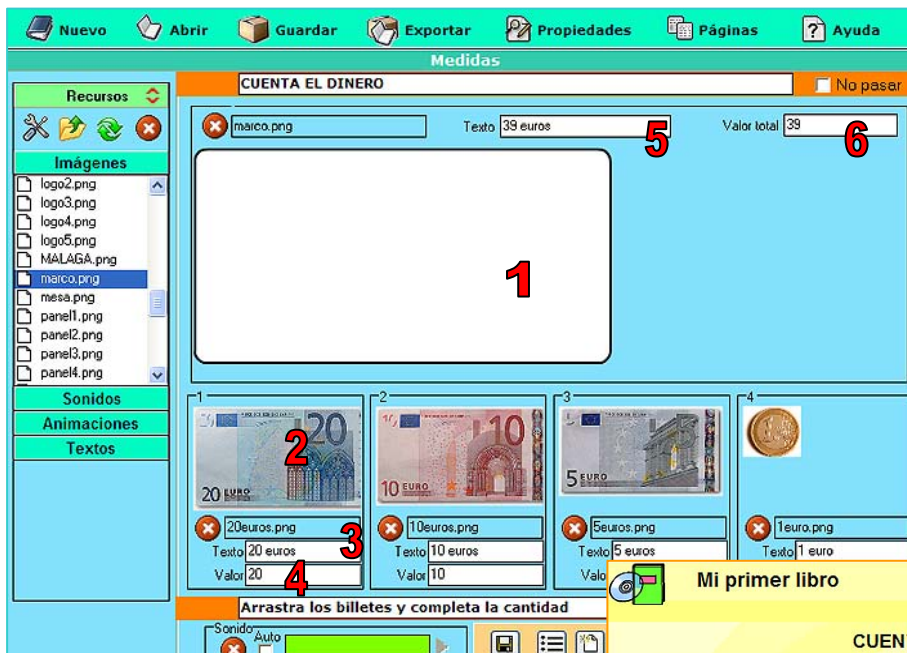 Nuevo Abrir Guardar Exportar Propiedades Páginas Ayuda
Medidas
Recursos
CUENTA EL DINERO
No pasar
marco.png
Texto 39 euros
5
Valor total 39
6
Imágenes
logo2.png
logo3.png
logo4.png
logo5.png
MALAGA.png
marco.png
mesa.png
panel1.png
panel2.png
panel3.png
panel4.png
Sonidos
Animaciones
Textos
1
1
20
20 EURO
2
20euros.png
Texto 20 euros
3
Valor 20
4
2
10
10 EURO
10euros.png
Texto 10 euros
Valor 10
3
5 EURO
5euros.png
Texto 5 euros
Valo
4
1euro.png
Texto 1 euro
Arrastra los billetes y completa la cantidad
Sonido
Auto
Mi primer libro
CUEN